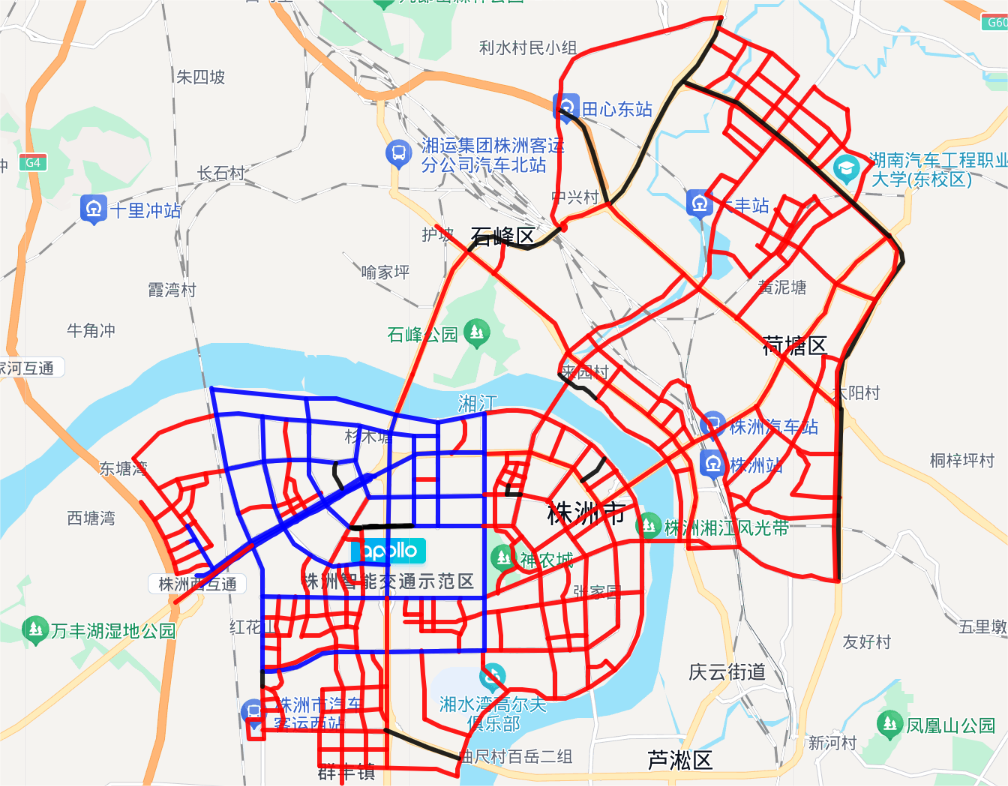 利水村民小组
G60
朱四坡
田心东站
湘运集团株洲客运
分公司汽车北站
G4
长石村
湖南汽车工程职业
大学(东校区)
十里冲站
中兴村
大丰站
护坡
石峰区
喻家坪
霞湾村
黄泥塘
牛角冲
石峰公园
荷塘区
家河互通
来园村
太阳村
湘江
株洲汽车站
杉木塘
株洲站
东塘湾
桐梓坪村
西塘湾
株洲市
株洲湘江风光带
apollo
神农城
株洲西互通
株洲智能交通示范区
张家园
万丰湖湿地公园
红花山
五里墩
友好村
庆云街道
株洲市汽车
客运西站
湘水湾高尔夫
俱乐部
凤凰山公园
新河村
曲尺村百岳二组
芦淞区
群丰镇